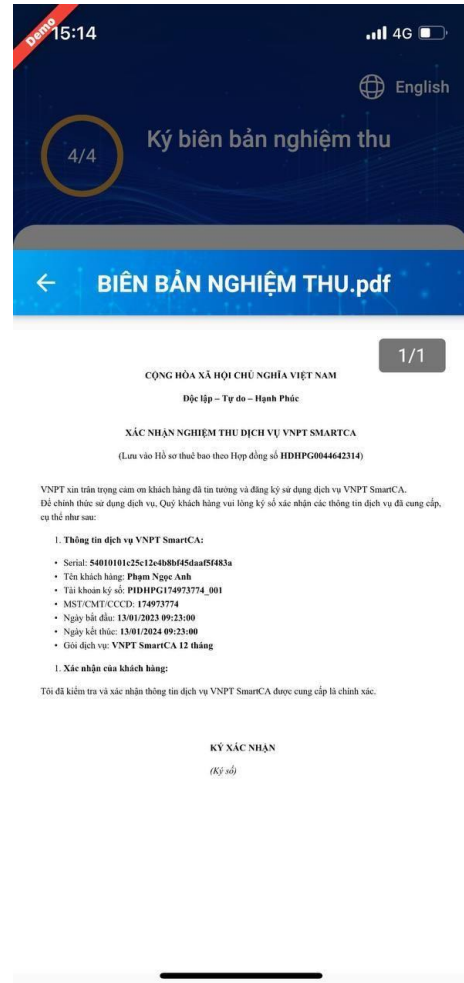 Demo
15:14
4G
English
4/4
Ký biên bản nghiệm thu
BIÊN BẢN NGHIỆM THU.pdf
1/1
CỘNG HÒA XÃ HỘI CHỦ NGHĨA VIỆT NAM
Độc lập – Tự do – Hạnh Phúc
XÁC NHẬN NGHIỆM THU DỊCH VỤ VNPT SMARTCA
(Lưu vào Hồ sơ thuê bao theo Hợp đồng số HDHPG0044642314)
VNPT xin trân trọng cám ơn khách hàng đã tin tưởng và đăng ký sử dụng dịch vụ VNPT SmartCA.
Để chính thức sử dụng dịch vụ, Quý khách hàng vui lòng ký số xác nhận các thông tin dịch vụ đã cung cấp,
cụ thể như sau:
1. Thông tin dịch vụ VNPT SmartCA:
• Serial: 54010101c25c12c4b8bf45daaf5f483a
• Tên khách hàng: Phạm Ngọc Anh
• Tài khoản ký số: PIDHPG174973774_001
• MST/CMT/CCCD: 174973774
• Ngày bắt đầu: 13/01/2023 09:23:00
• Ngày kết thúc: 13/01/2024 09:23:00
• Gói dịch vụ: VNPT SmartCA 12 tháng
1. Xác nhận của khách hàng:
Tôi đã kiểm tra và xác nhận thông tin dịch vụ VNPT SmartCA được cung cấp là chính xác.
KÝ XÁC NHẬN
(Ký số)